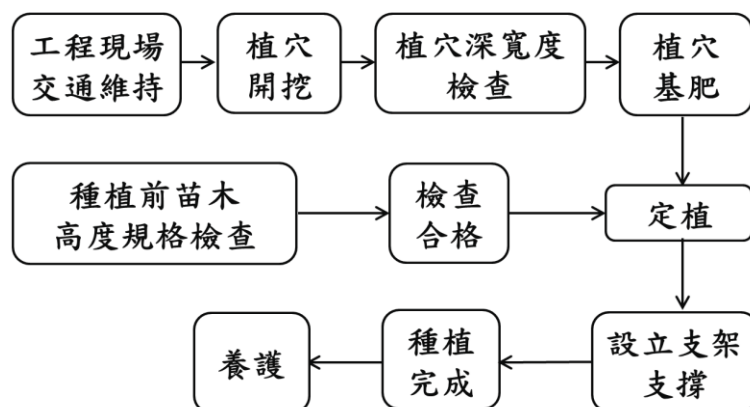 工程現場
交通維持
植穴
開挖
植穴深寬度
檢查
植穴
基肥
種植前苗木
高度規格檢查
檢查
合格
定植
養護
種植
完成
設立支架
支撐